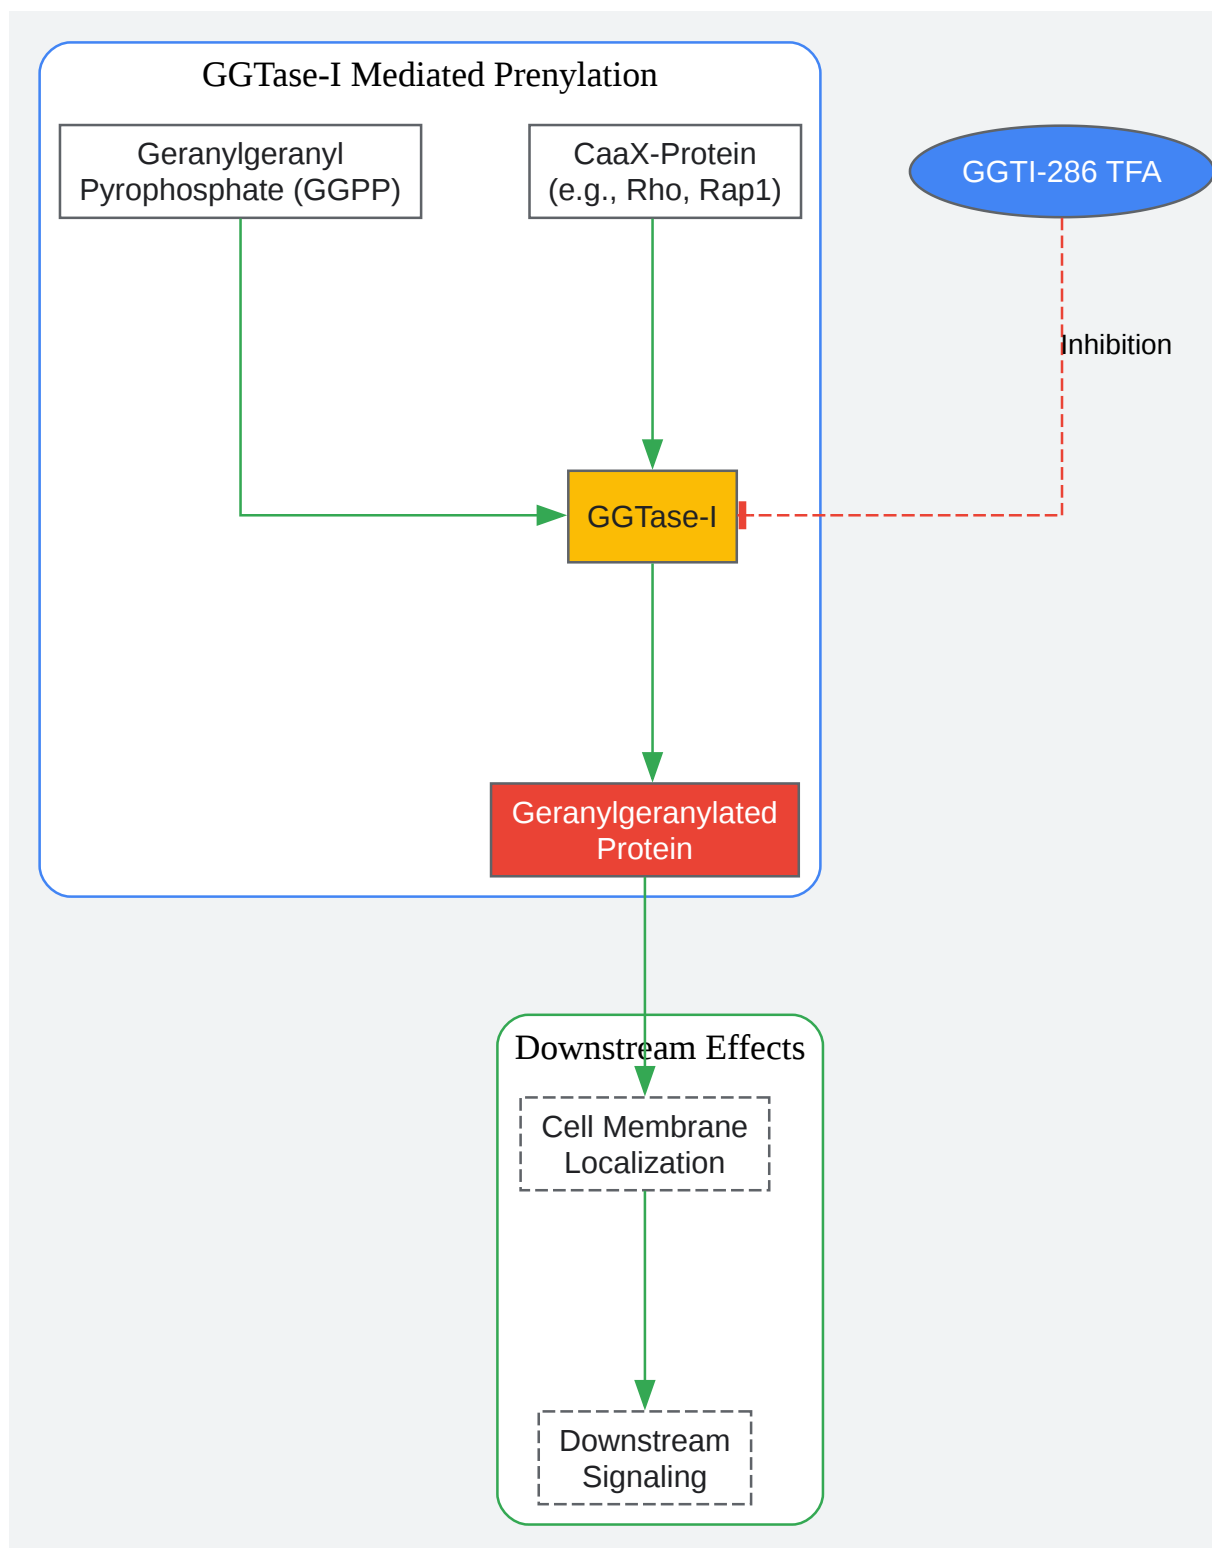 GGTase-I Mediated Prenylation
Geranylgeranyl
Pyrophosphate (GGPP)
CaaX-Protein
(e.g., Rho, Rap1)
GGTI-286 TFA
Inhibition
GGTase-I
Geranylgeranylated
Protein
Downstream Effects
Cell Membrane
Localization
Downstream
Signaling